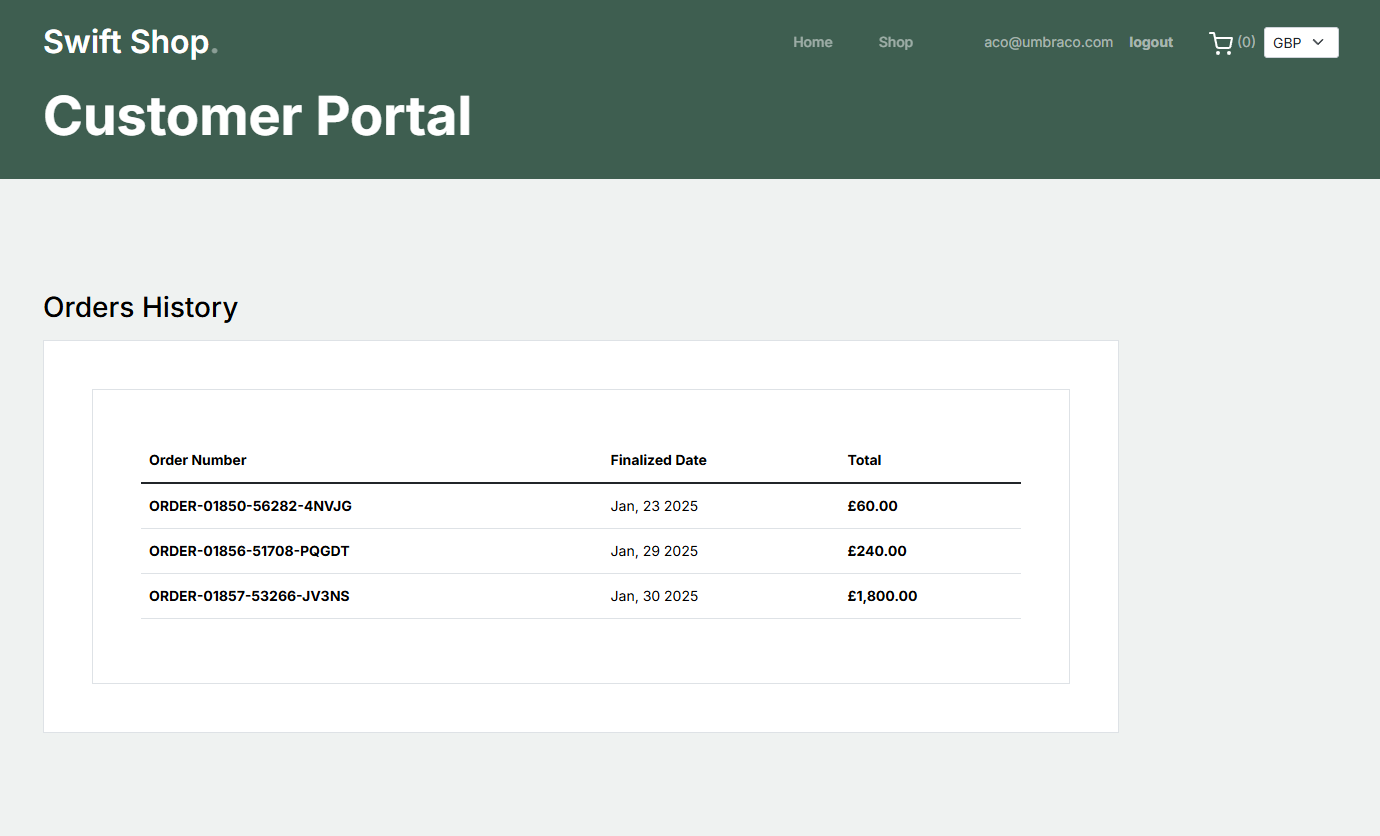 Swift Shop.
Home Shop aco@umbraco.com logout (0) GBP
Customer Portal
Orders History
Order Number Finalized Date Total
ORDER-01850-56282-4NVJG Jan, 23 2025 £60.00
ORDER-01856-51708-PQGDT Jan, 29 2025 £240.00
ORDER-01857-53266-JV3NS Jan, 30 2025 £1,800.00